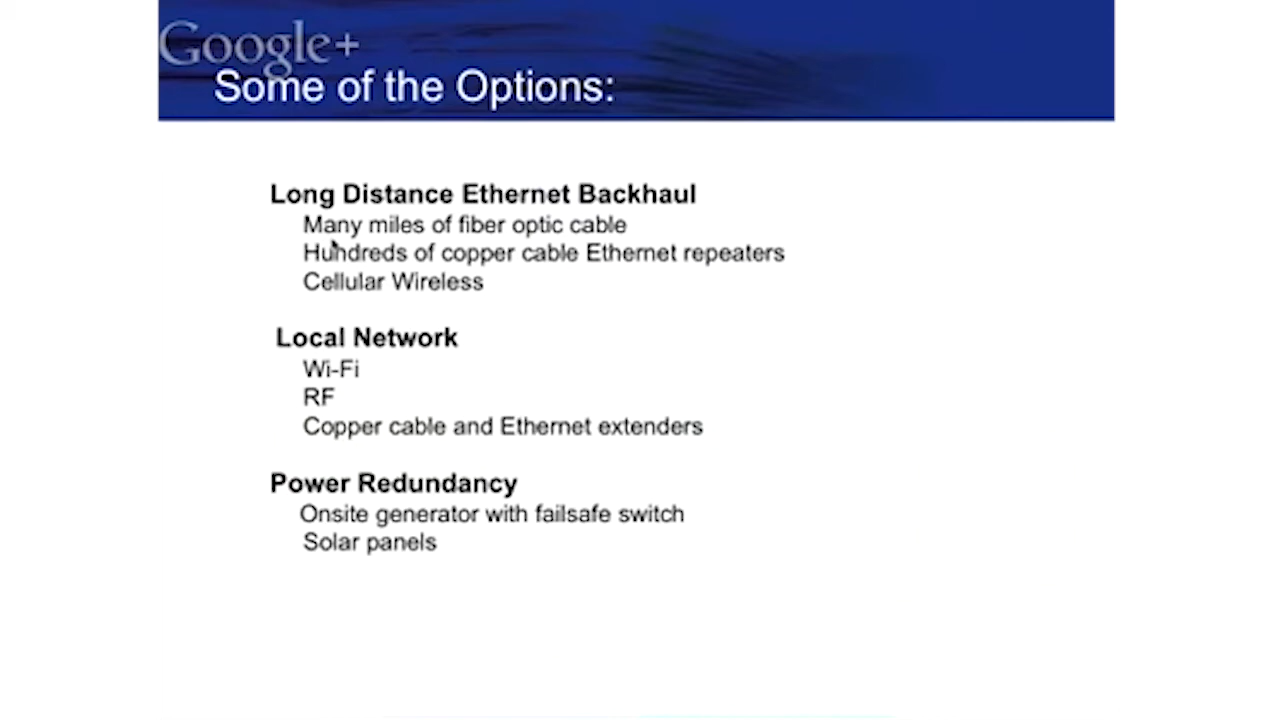 Google+
Some of the Options:
Long Distance Ethernet Backhaul
Many miles of fiber optic cable
Hundreds of copper cable Ethernet repeaters
Cellular Wireless
Local Network
Wi-Fi
RF
Copper cable and Ethernet extenders
Power Redundancy
Onsite generator with failsafe switch
Solar panels